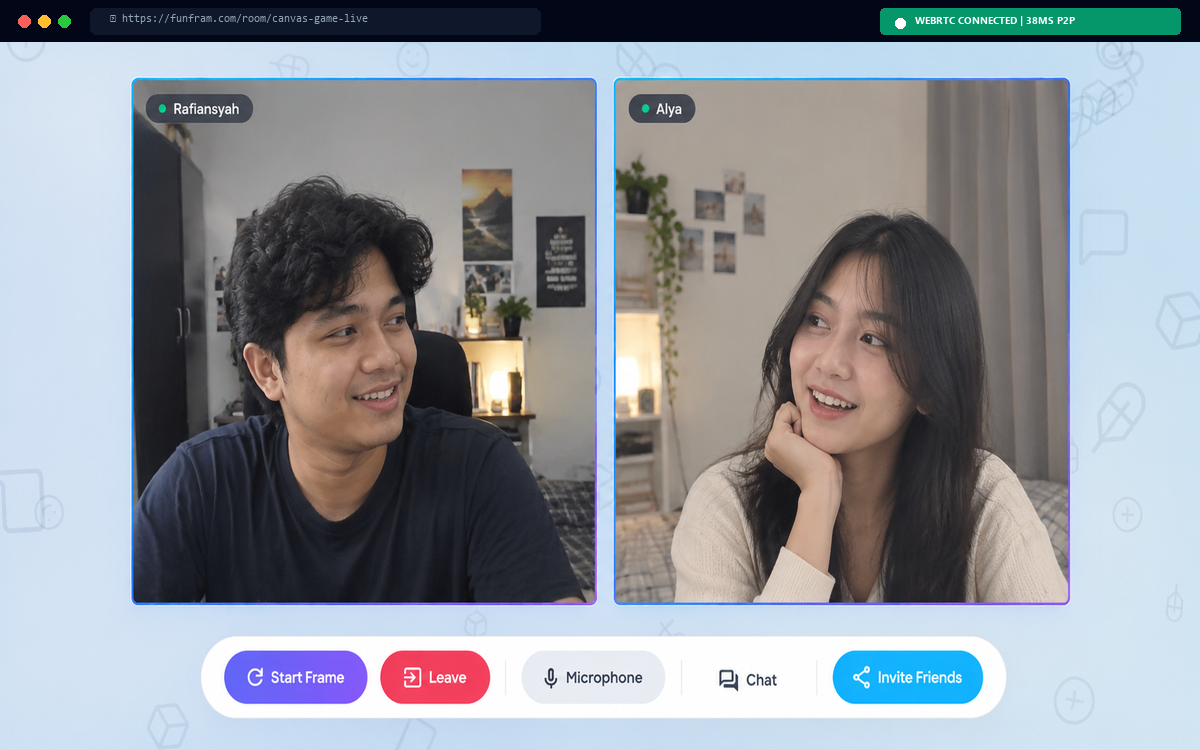 https://funfram.com/room/canvas-game-live
WEBRTC CONNECTED | 38MS P2P
Rafiansyah
Alya
Start Frame
Leave
Microphone
Chat
Invite Friends